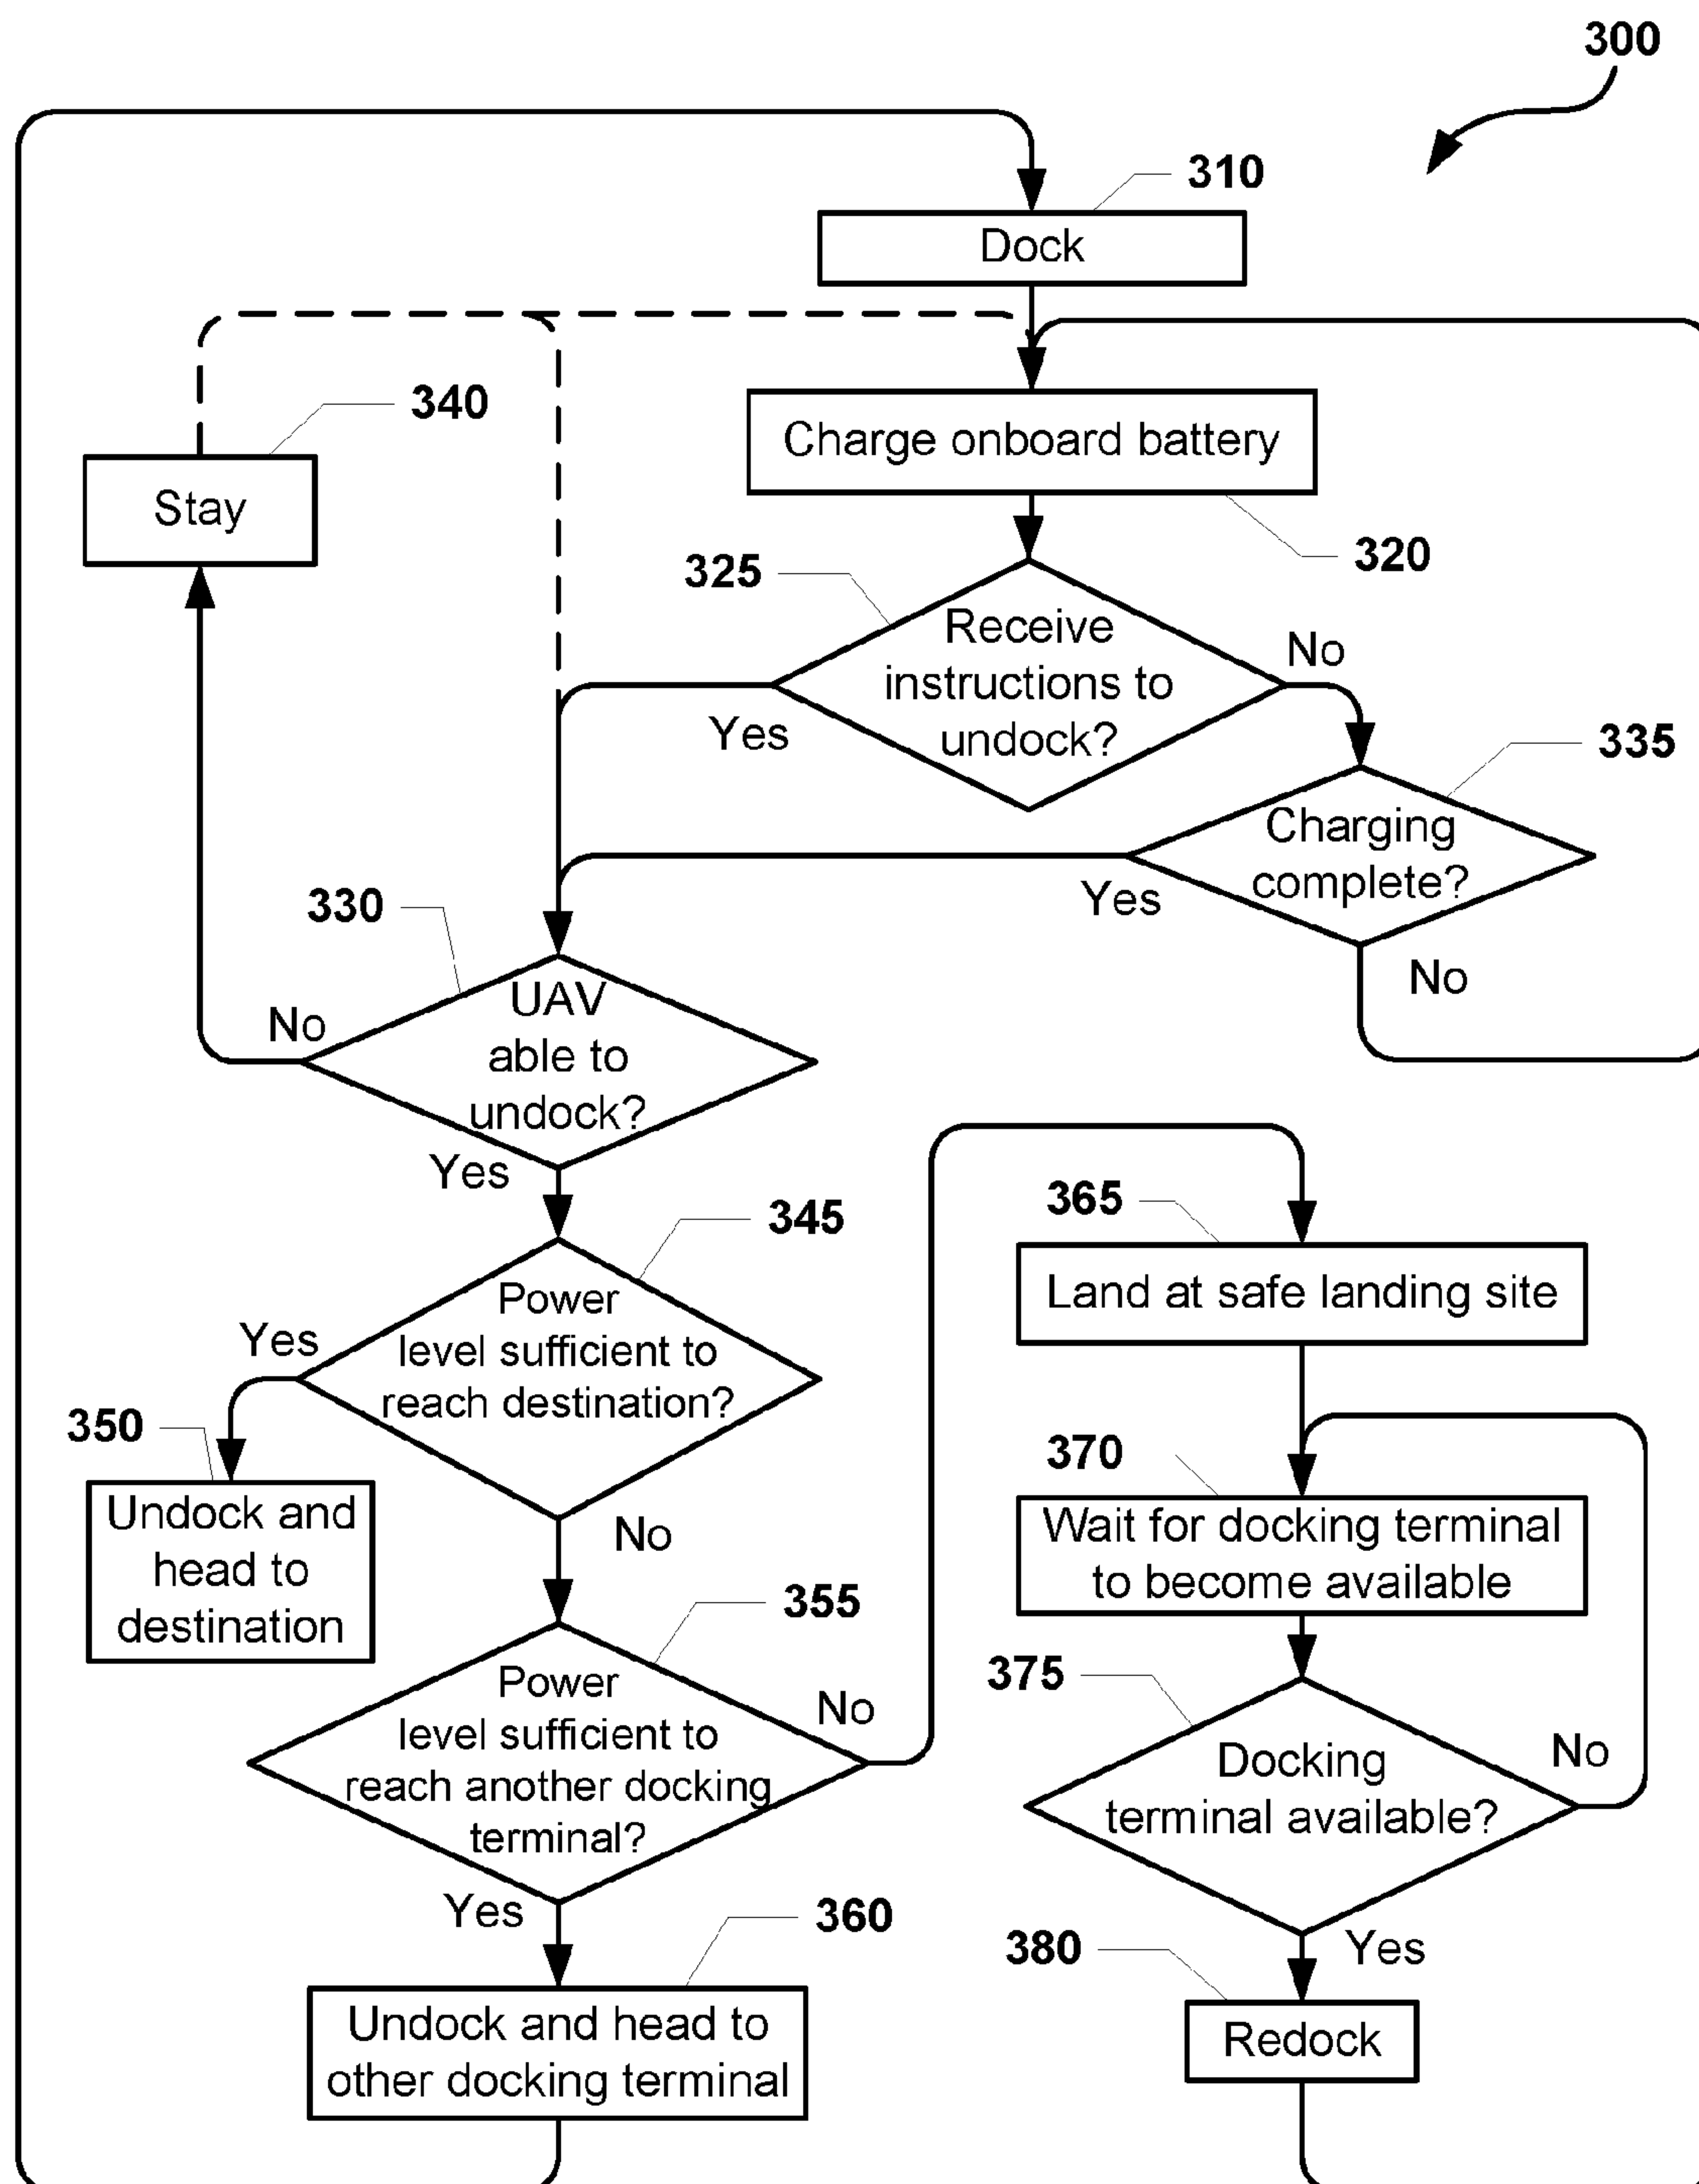 300
310
Dock
340
Stay
Charge onboard battery
320
325
Receive
instructions to
undock?
No
Yes
335
Charging
complete?
Yes
No
330
UAV
able to
undock?
No
Yes
345
Power
level sufficient to
reach destination?
Yes
No
350
Undock and
head to
destination
355
Power
level sufficient to
reach another docking
terminal?
No
Yes
360
Undock and head to
other docking terminal
365
Land at safe landing site
370
Wait for docking terminal
to become available
375
Docking
terminal available?
No
Yes
380
Redock